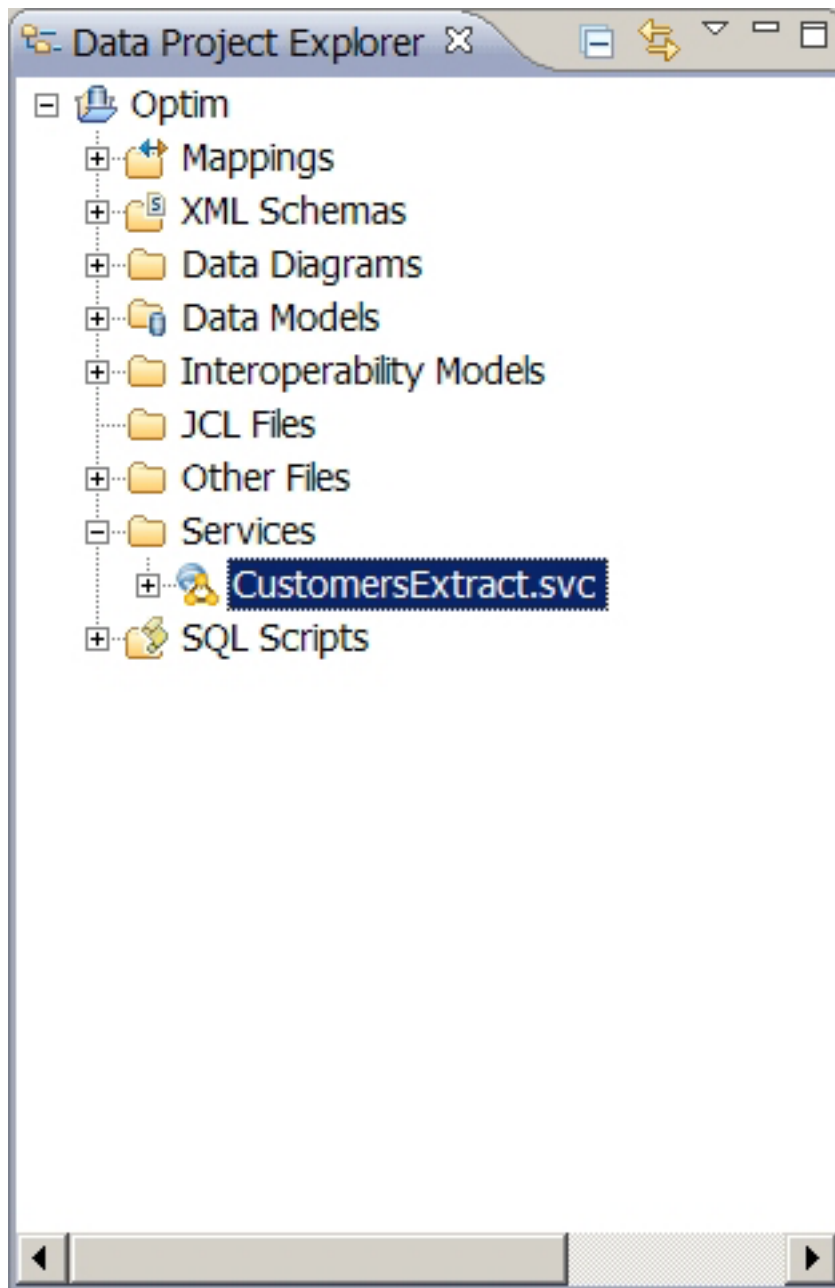 Data Project Explorer
Optim
Mappings
XML Schemas
Data Diagrams
Data Models
Interoperability Models
JCL Files
Other Files
Services
CustomersExtract.svc
SQL Scripts